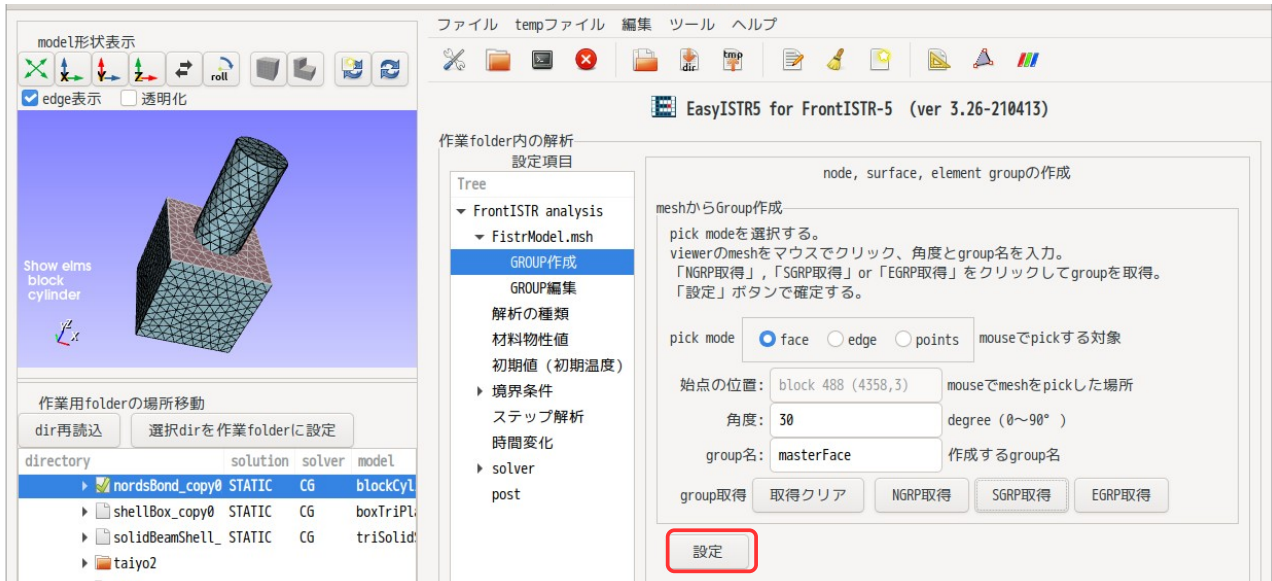 model形状表示
X
Y
Z
roll
edge表示 透明化
Show elms
block
cylinder
YZ
X
作業用folderの場所移動
dir再読込 選択dirを作業folderに設定
directory solution solver model
nordsBond_copy0 STATIC CG blockCyl
shellBox_copy0 STATIC CG boxTriPl
solidBeamShell_ STATIC CG triSolid
taiyo2
ファイル tempファイル 編集 ツール ヘルプ
dir
tmp
EasyISTR5 for FrontISTR-5 (ver 3.26-210413)
作業folder内の解析
設定項目
Tree
FrontISTR analysis
FistrModel.msh
GROUP作成
GROUP編集
解析の種類
材料物性値
初期値(初期温度)
境界条件
ステップ解析
時間変化
solver
post
node, surface, element groupの作成
meshからGroup作成
pick modeを選択する。
viewerのmeshをマウスでクリック、角度とgroup名を入力。
「NGRP取得」,「SGRP取得」or「EGRP取得」をクリックしてgroupを取得。
「設定」ボタンで確定する。
pick mode face edge points mouseでpickする対象
始点の位置: block 488 (4358,3) mouseでmeshをpickした場所
角度: 30 degree (0〜90° )
group名: masterFace 作成するgroup名
group取得 取得クリア NGRP取得 SGRP取得 EGRP取得
設定